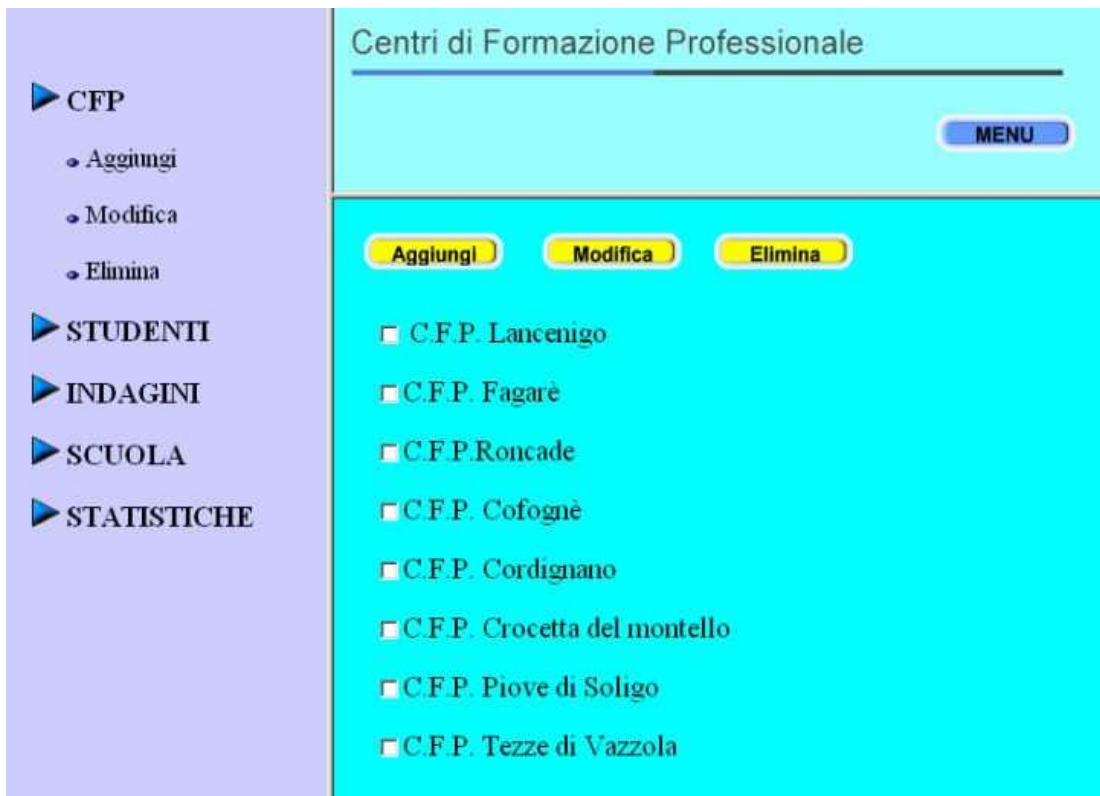 CFP
Aggiungi
Modifica
Elimina
STUDENTI
INDAGINI
SCUOLA
STATISTICHE
Centri di Formazione Professionale
MENU
Aggiungi Modifica Elimina
C.F.P. Lancenigo
C.F.P. Fagarè
C.F.P.Roncade
C.F.P. Cofognè
C.F.P. Cordignano
C.F.P. Crocetta del montello
C.F.P. Piove di Soligo
C.F.P. Tezze di Vazzola